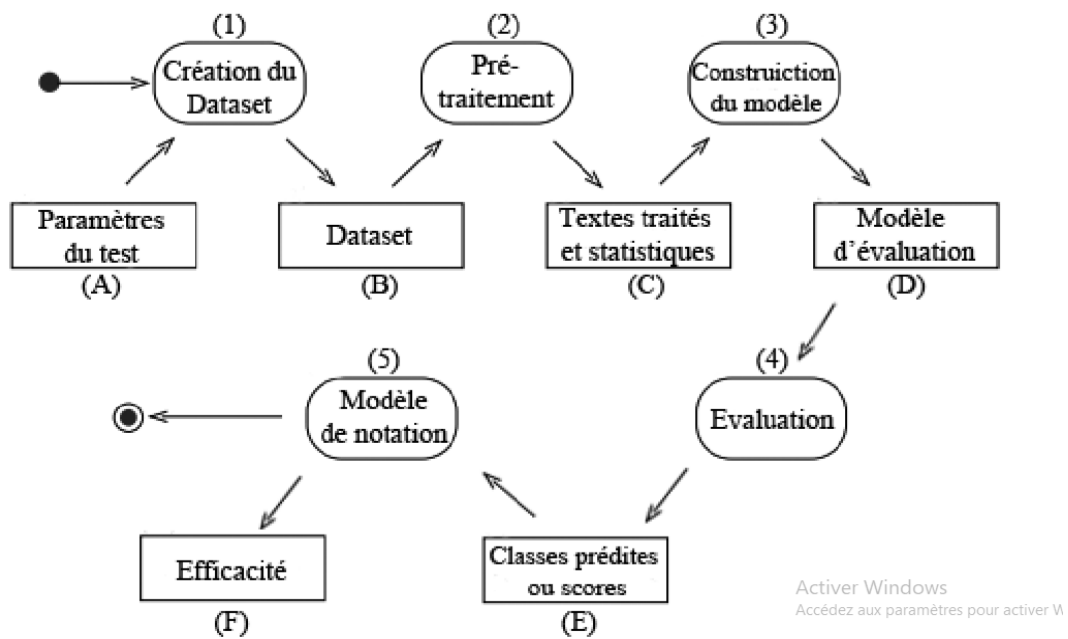 (1)
Création du
Dataset
(2)
Pré-
traitement
(3)
Construiction
du modèle
Paramètres
du test
(A)
Dataset
(B)
Textes traités
et statistiques
(C)
Modèle
d'évaluation
(D)
(4)
Evaluation
(5)
Modèle
de notation
Classes prédites
ou scores
(E)
Efficacité
(F)
Activer Windows
Accédez aux paramètres pour activer W